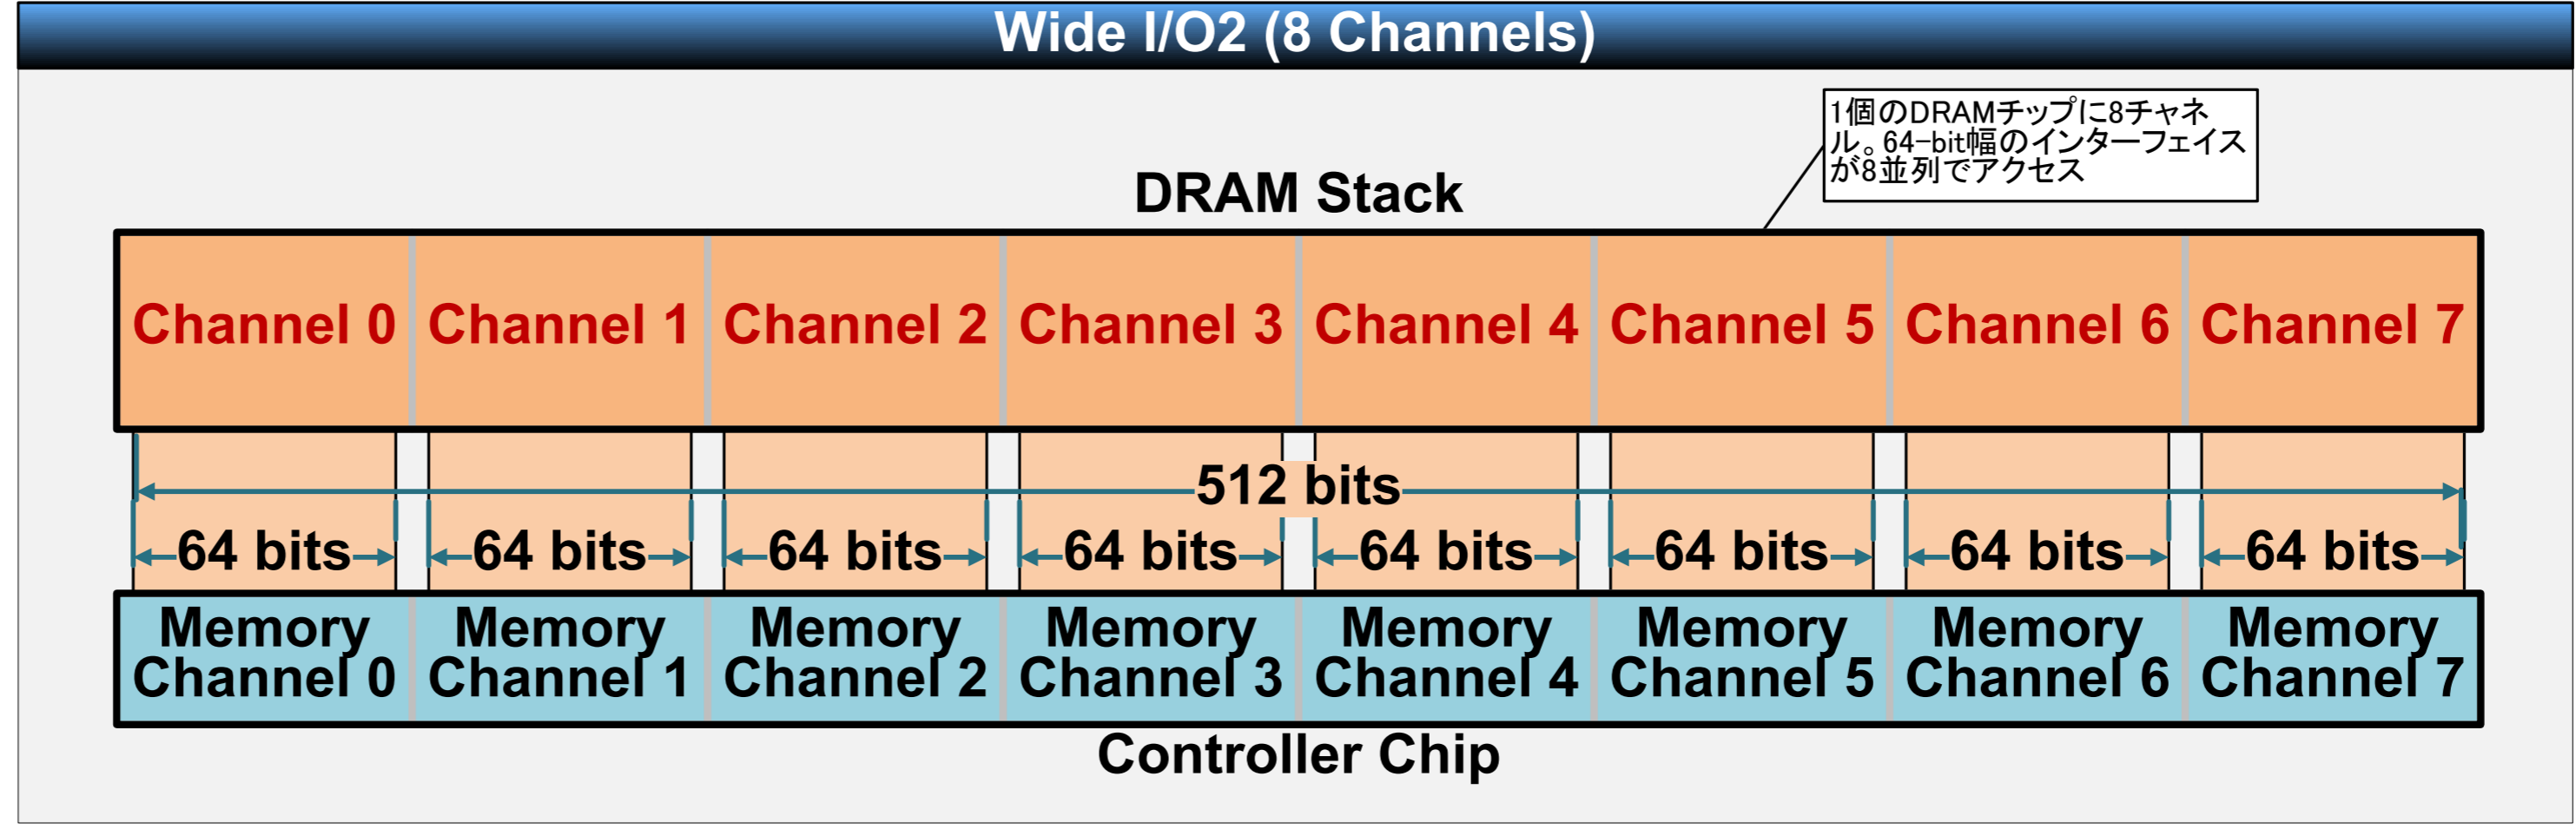 Wide I/O2 (8 Channels)
1個のDRAMチップに8チャネ
ル。64-bit幅のインターフェイス
が8並列でアクセス
DRAM Stack
Channel 0 Channel 1 Channel 2 Channel 3 Channel 4 Channel 5 Channel 6 Channel 7
512 bits
64 bits 64 bits 64 bits 64 bits 64 bits 64 bits 64 bits 64 bits
Memory Memory Memory Memory Memory Memory Memory Memory
Channel 0 Channel 1 Channel 2 Channel 3 Channel 4 Channel 5 Channel 6 Channel 7
Controller Chip